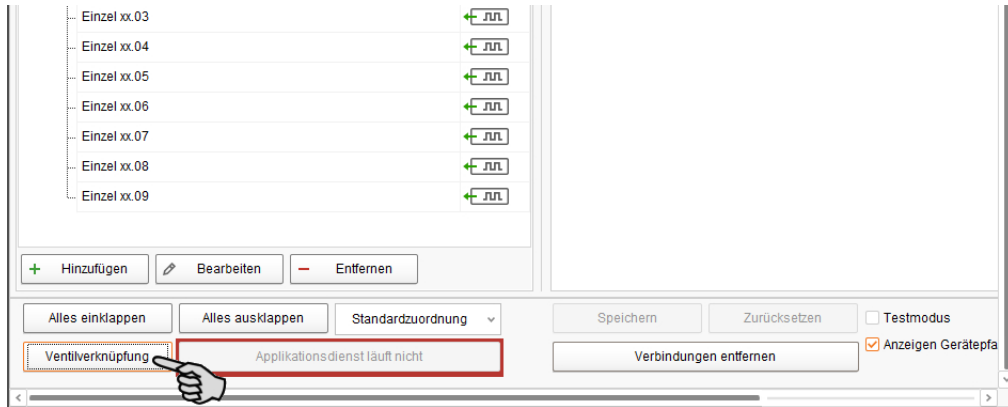 Einzel xx.03
Einzel xx.04
Einzel xx.05
Einzel xx.06
Einzel xx.07
Einzel xx.08
Einzel xx.09
Hinzufügen Bearbeiten Entfernen
Alles einklappen Alles ausklappen Standardzuordnung Speichern Zurücksetzen Testmodus
Ventilverknüpfung Applikationsdienst läuft nicht Verbindungen entfernen Anzeigen Gerätepfa